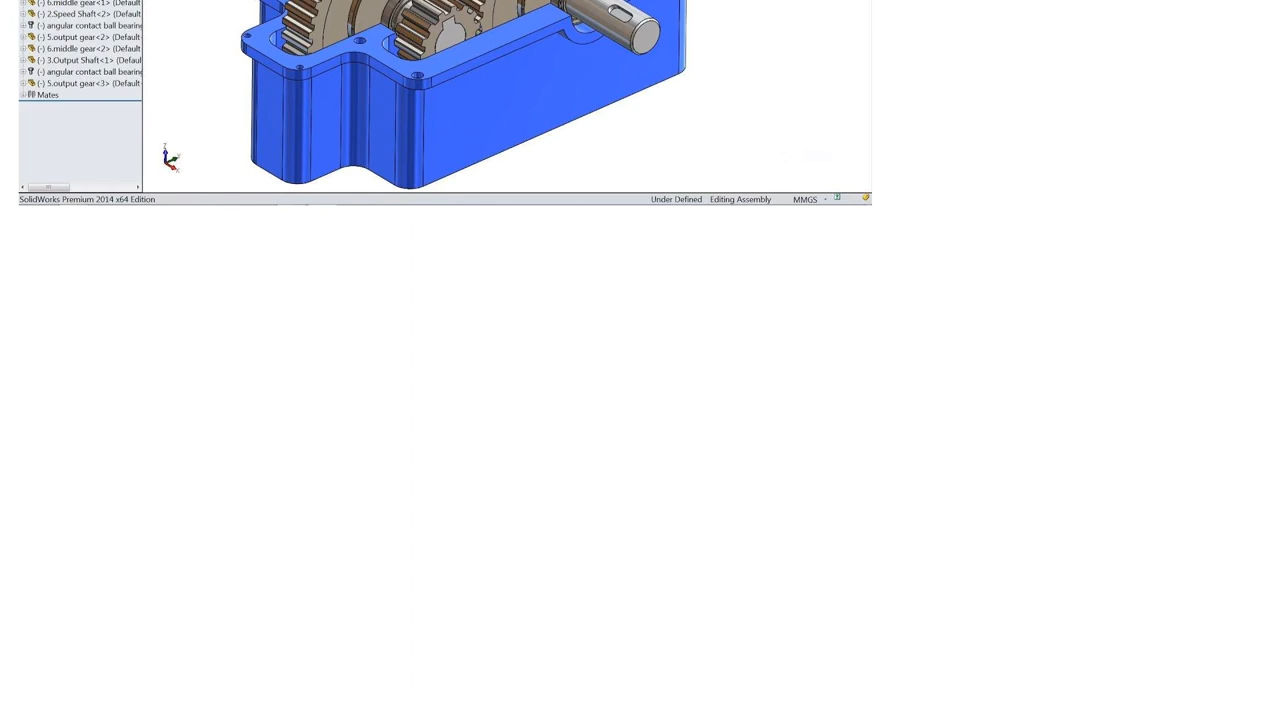 (-) 6.middle gear<1> (Default
(-) 2.Speed Shaft<2> (Default
(-) angular contact ball bearing
(-) 5.output gear<2> (Default
(-) 6.middle gear<2> (Default
(-) 3.Output Shaft<1> (Defaul
(-) angular contact ball bearing
(-) 5.output gear<3> (Default
Mates
Z
X
SolidWorks Premium 2014 x64 Edition
Under Defined
Editing Assembly
MMGS